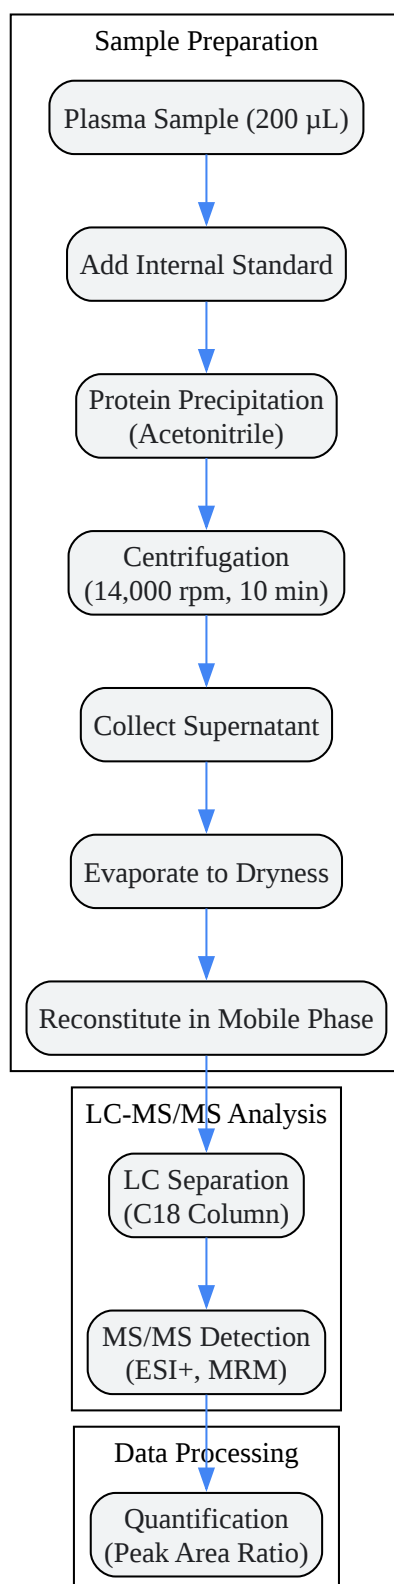 Sample Preparation
Plasma Sample (200 µL)
Add Internal Standard
Protein Precipitation
(Acetonitrile)
Centrifugation
(14,000 rpm, 10 min)
Collect Supernatant
Evaporate to Dryness
Reconstitute in Mobile Phase
LC-MS/MS Analysis
LC Separation
(C18 Column)
MS/MS Detection
(ESI+, MRM)
Data Processing
Quantification
(Peak Area Ratio)